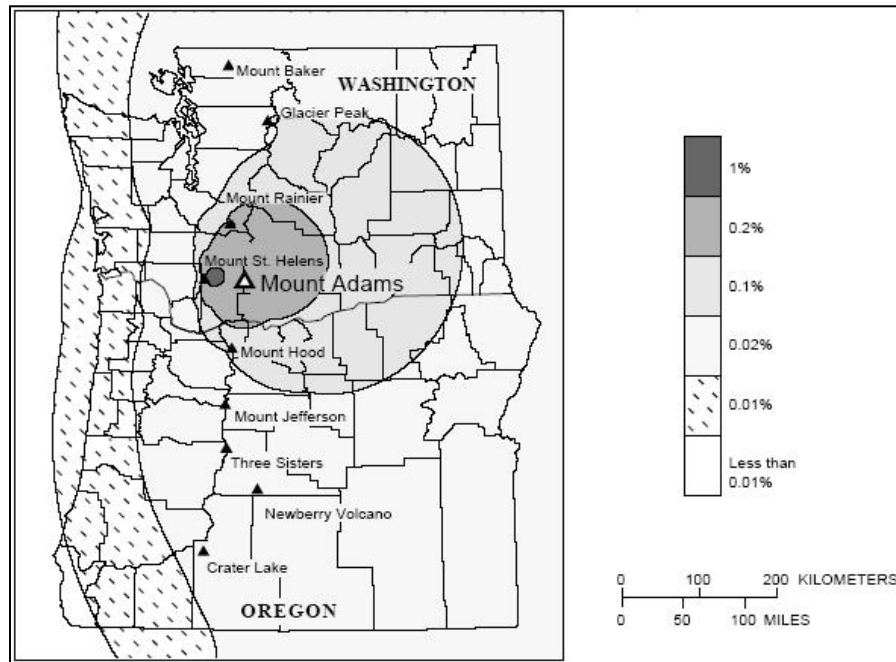 Mount Baker
WASHINGTON
Glacier Peak
Mount Rainier
Mount St. Helens
Mount Adams
Mount Hood
Mount Jefferson
Three Sisters
Newberry Volcano
Crater Lake
OREGON
1%
0.2%
0.1%
0.02%
0.01%
Less than
0.01%
0 100 200 KILOMETERS
0 50 100 MILES